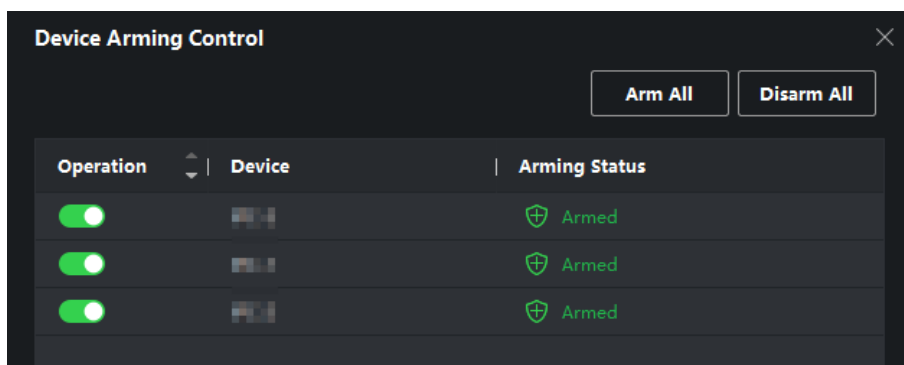 Device Arming Control
Arm All Disarm All
Operation Device Arming Status
Armed
Armed
Armed